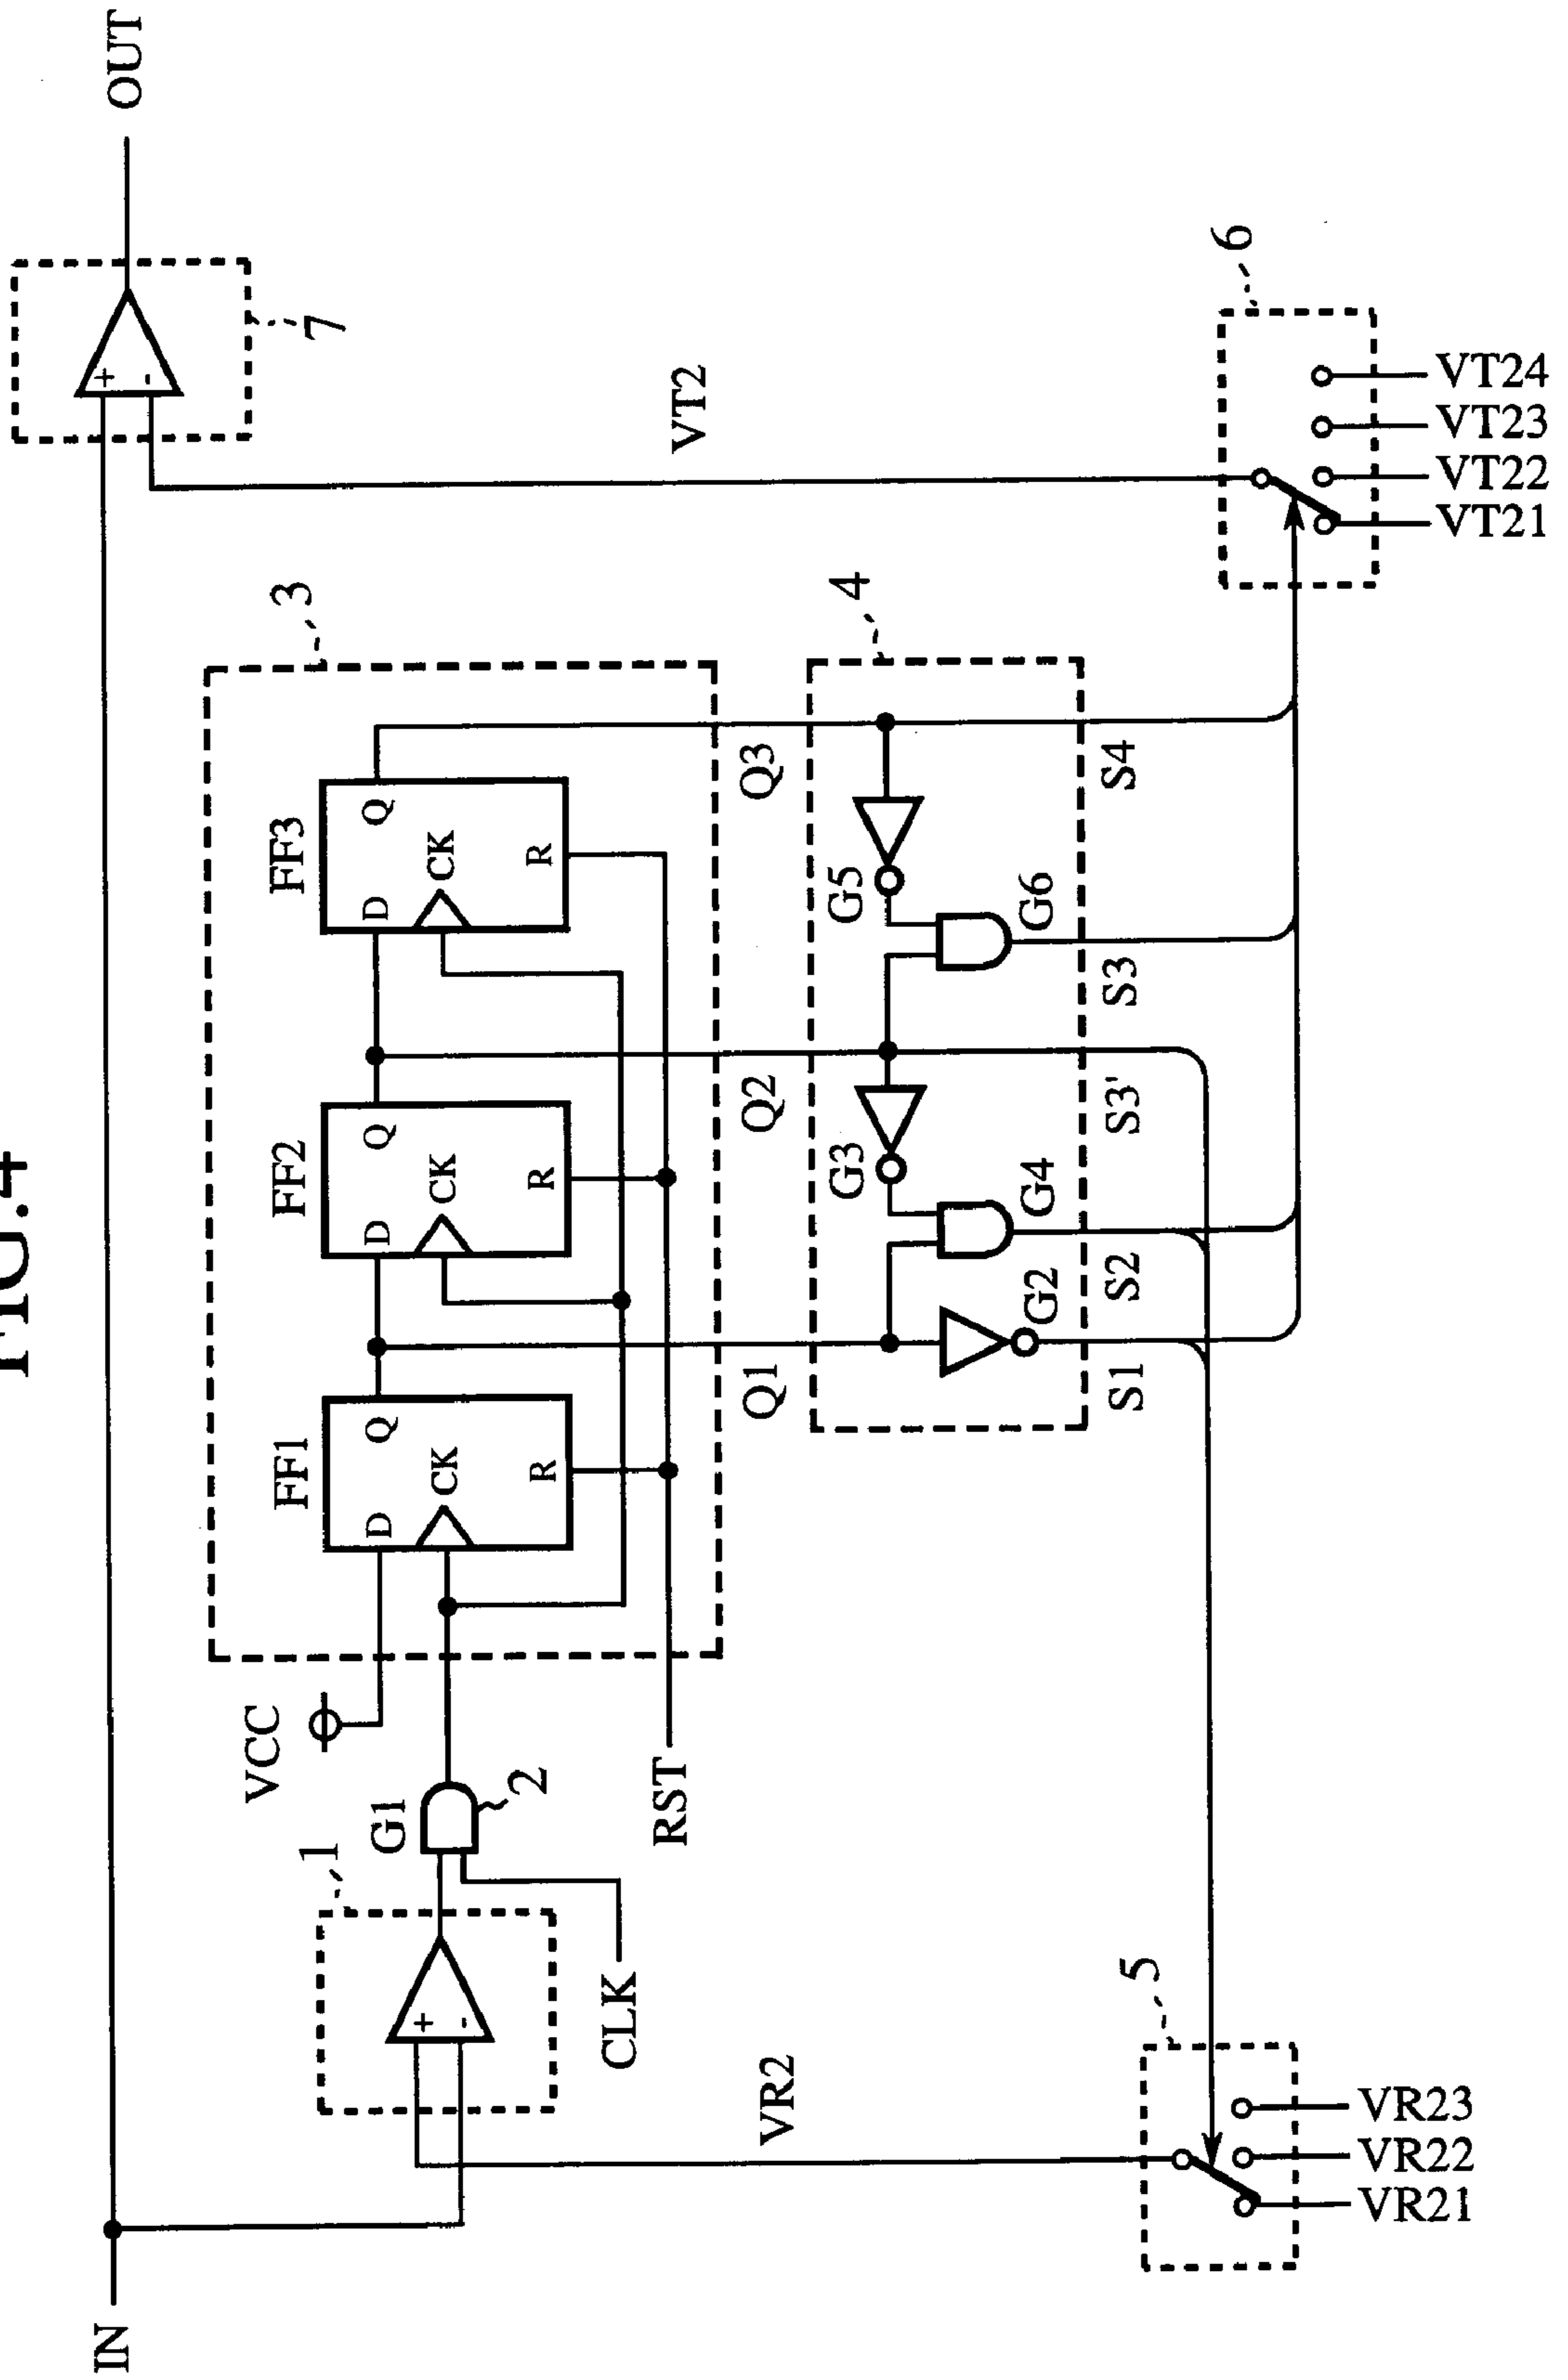 FIG.4
IN
OUT
+
-
7
VT2
1
+
-
G1
2
CLK
VCC
RST
3
FF1
D
Q
CK
R
FF2
D
Q
CK
R
FF3
D
Q
CK
R
Q1
Q2
Q3
4
G2
G3
G4
G5
G6
S1
S2
S3'
S3
S4
VR2
5
VR21
VR22
VR23
6
VT21
VT22
VT23
VT24